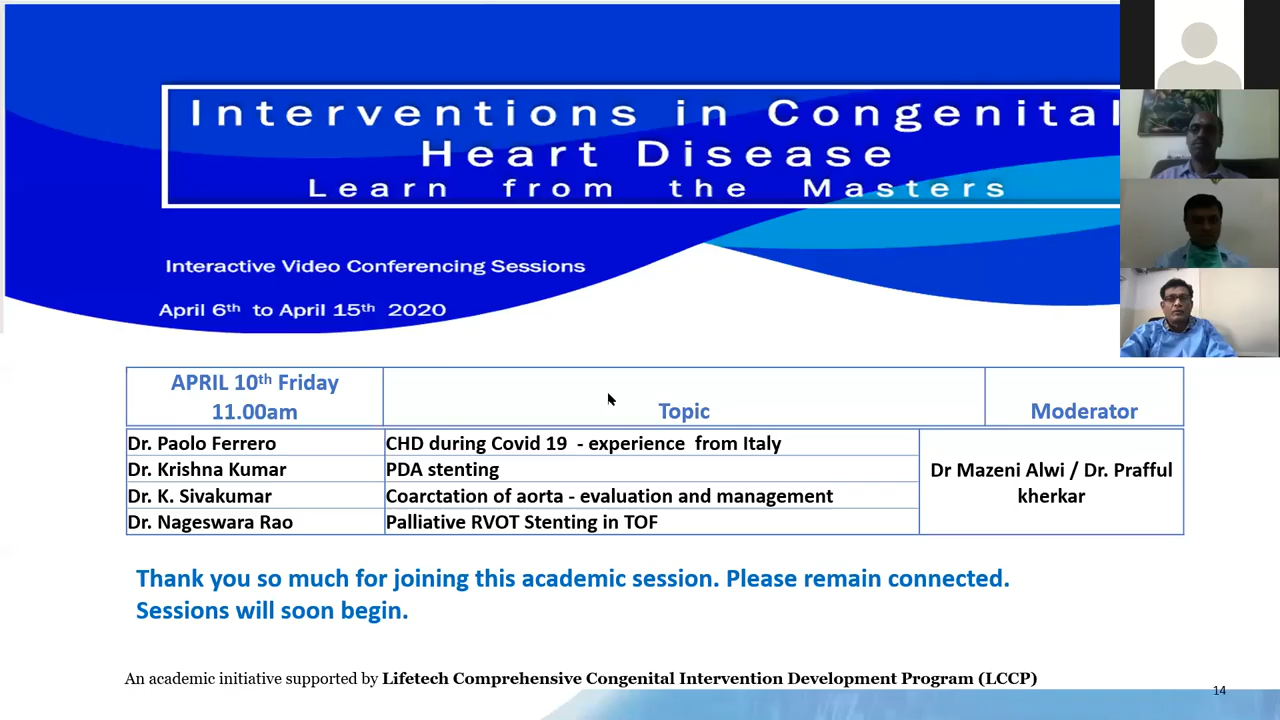 Interventions in Congenital
Heart Disease
Learn from the Masters
Interactive Video Conferencing Sessions
April 6th to April 15th 2020
APRIL 10th Friday
11.00am
Topic
Moderator
Dr. Paolo Ferrero
CHD during Covid 19 - experience from Italy
Dr. Krishna Kumar
PDA stenting
Dr. K. Sivakumar
Coarctation of aorta - evaluation and management
Dr. Nageswara Rao
Palliative RVOT Stenting in TOF
Dr Mazeni Alwi / Dr. Prafful
kherkar
Thank you so much for joining this academic session. Please remain connected.
Sessions will soon begin.
An academic initiative supported by Lifetech Comprehensive Congenital Intervention Development Program (LCCP)
14